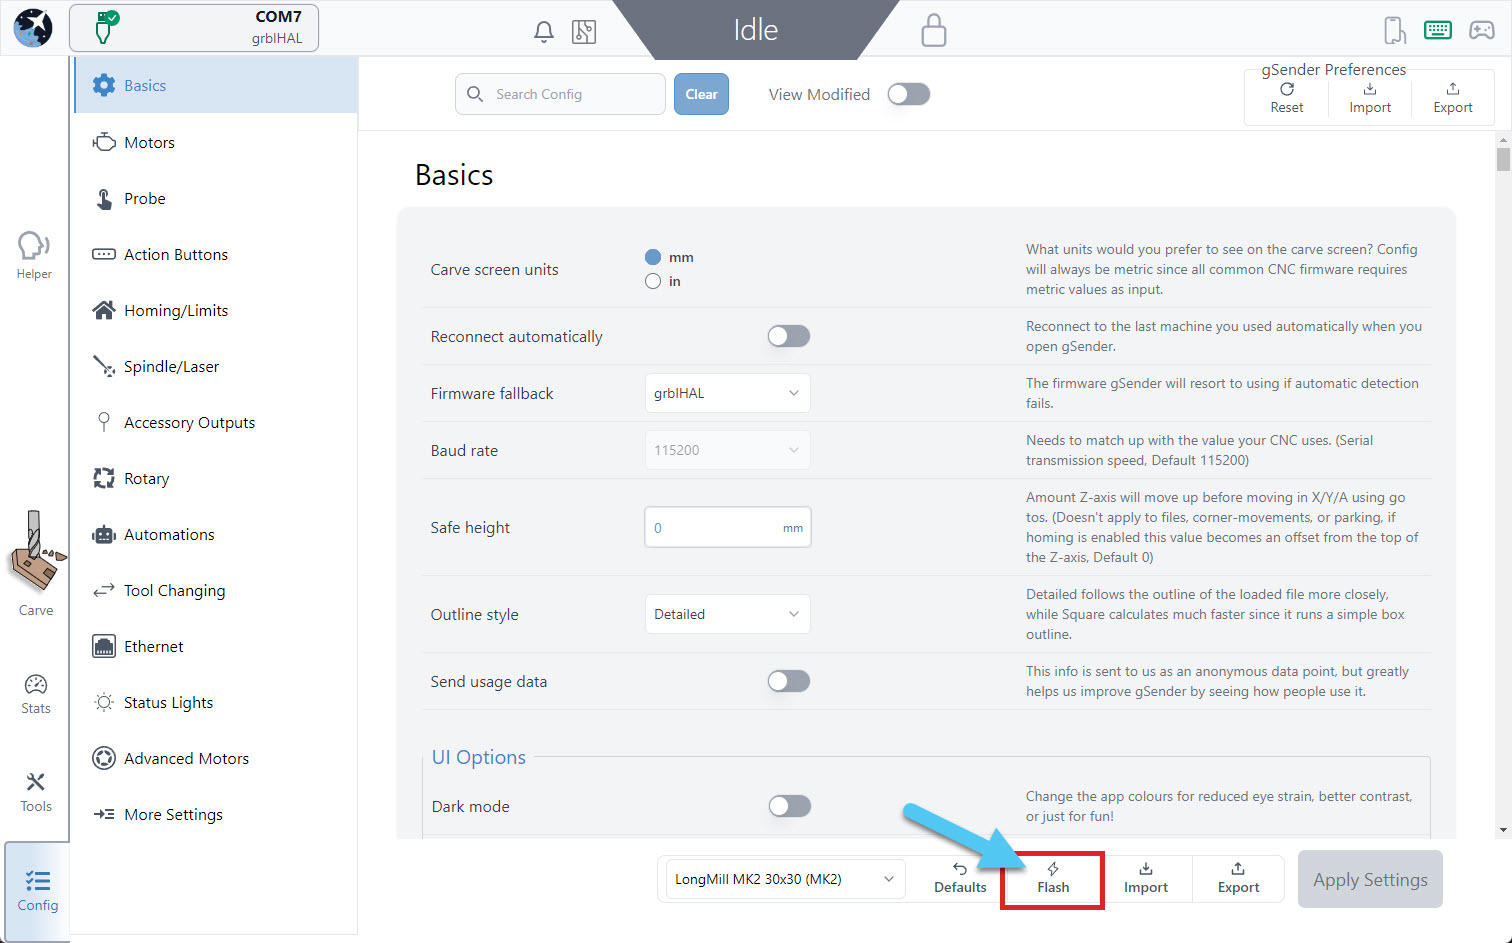 COM7
grblHAL
Idle
Basics
Motors
Probe
Action Buttons
Homing/Limits
Spindle/Laser
Accessory Outputs
Rotary
Automations
Tool Changing
Ethernet
Status Lights
Advanced Motors
More Settings
Helper
Carve
Stats
Tools
Config
Search Config
Clear
View Modified
gSender Preferences
Reset
Import
Export
Basics
Carve screen units
mm
in
What units would you prefer to see on the carve screen? Config
will always be metric since all common CNC firmware requires
metric values as input.
Reconnect automatically
Reconnect to the last machine you used automatically when you
open gSender.
Firmware fallback
grblHAL
The firmware gSender will resort to using if automatic detection
fails.
Baud rate
115200
Needs to match up with the value your CNC uses. (Serial
transmission speed, Default 115200)
Safe height
0
mm
Amount Z-axis will move up before moving in X/Y/A using go
tos. (Doesn't apply to files, corner-movements, or parking, if
homing is enabled this value becomes an offset from the top of
the Z-axis, Default 0)
Outline style
Detailed
Detailed follows the outline of the loaded file more closely,
while Square calculates much faster since it runs a simple box
outline.
Send usage data
This info is sent to us as an anonymous data point, but greatly
helps us improve gSender by seeing how people use it.
UI Options
Dark mode
Change the app colours for reduced eye strain, better contrast,
or just for fun!
LongMill MK2 30x30 (MK2)
Defaults
Flash
Import
Export
Apply Settings